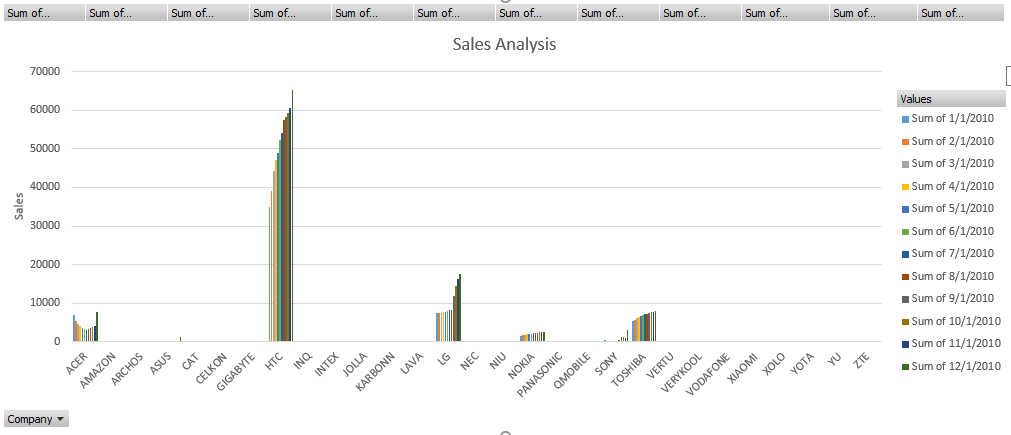 Sum of... Sum of... Sum of... Sum of... Sum of... Sum of... Sum of... Sum of... Sum of... Sum of... Sum of... Sum of...
Sales Analysis
70000
60000
50000
40000
30000
20000
10000
0
Sales
ACER AMAZON ARCHOS ASUS CAT CELKON GIGABYTE HTC INQ INTEX JOLLA KARBONN LAVA LG NEC NIU NOKIA PANASONIC QMOBILE SONY TOSHIBA VERTU VERYKOOL VODAFONE XIAOMI XOLO YOTA YU ZTE
Values
Sum of 1/1/2010
Sum of 2/1/2010
Sum of 3/1/2010
Sum of 4/1/2010
Sum of 5/1/2010
Sum of 6/1/2010
Sum of 7/1/2010
Sum of 8/1/2010
Sum of 9/1/2010
Sum of 10/1/2010
Sum of 11/1/2010
Sum of 12/1/2010
Company